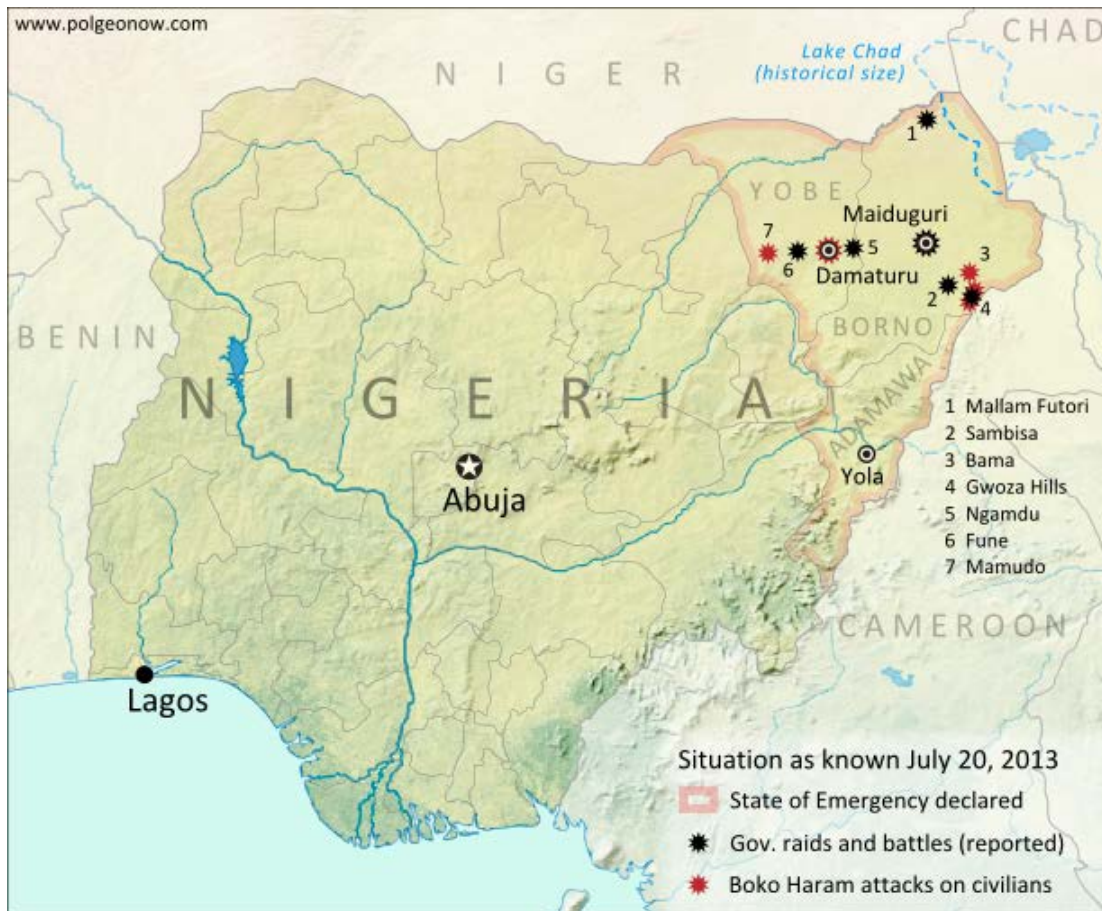 www.polgeonow.com
CHAD
Lake Chad
(historical size)
NIGER
1
YOBE
Maiduguri
7
6
5
3
Damaturu
2
4
BENIN
BORNO
NIGERIA
ADAMAWA
1 Mallam Futori
2 Sambisa
3 Bama
4 Gwoza Hills
5 Ngamdu
6 Fune
7 Mamudo
Yola
Abuja
CAMEROON
Lagos
Situation as known July 20, 2013
State of Emergency declared
Gov. raids and battles (reported)
Boko Haram attacks on civilians